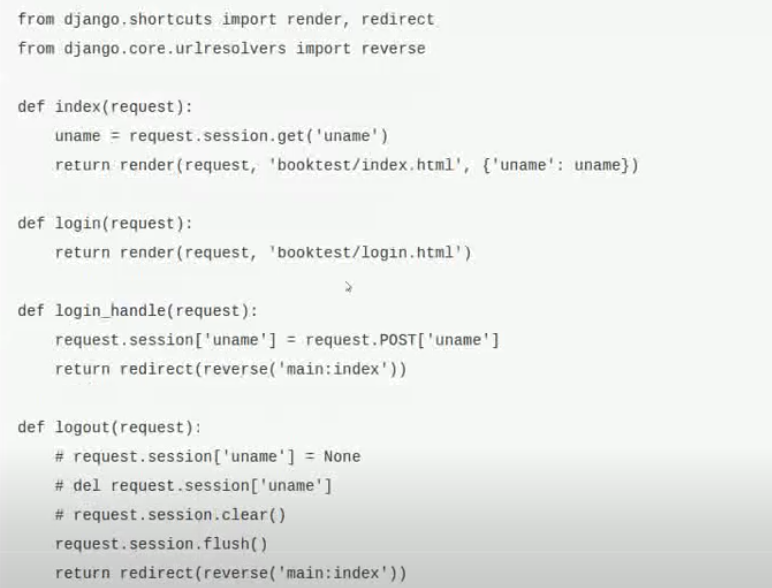 from django.shortcuts import render, redirect
from django.core.urlresolvers import reverse

def index(request):
    uname = request.session.get('uname')
    return render(request, 'booktest/index.html', {'uname': uname})

def login(request):
    return render(request, 'booktest/login.html')

def login_handle(request):
    request.session['uname'] = request.POST['uname']
    return redirect(reverse('main:index'))

def logout(request):
    # request.session['uname'] = None
    # del request.session['uname']
    # request.session.clear()
    request.session.flush()
    return redirect(reverse('main:index'))